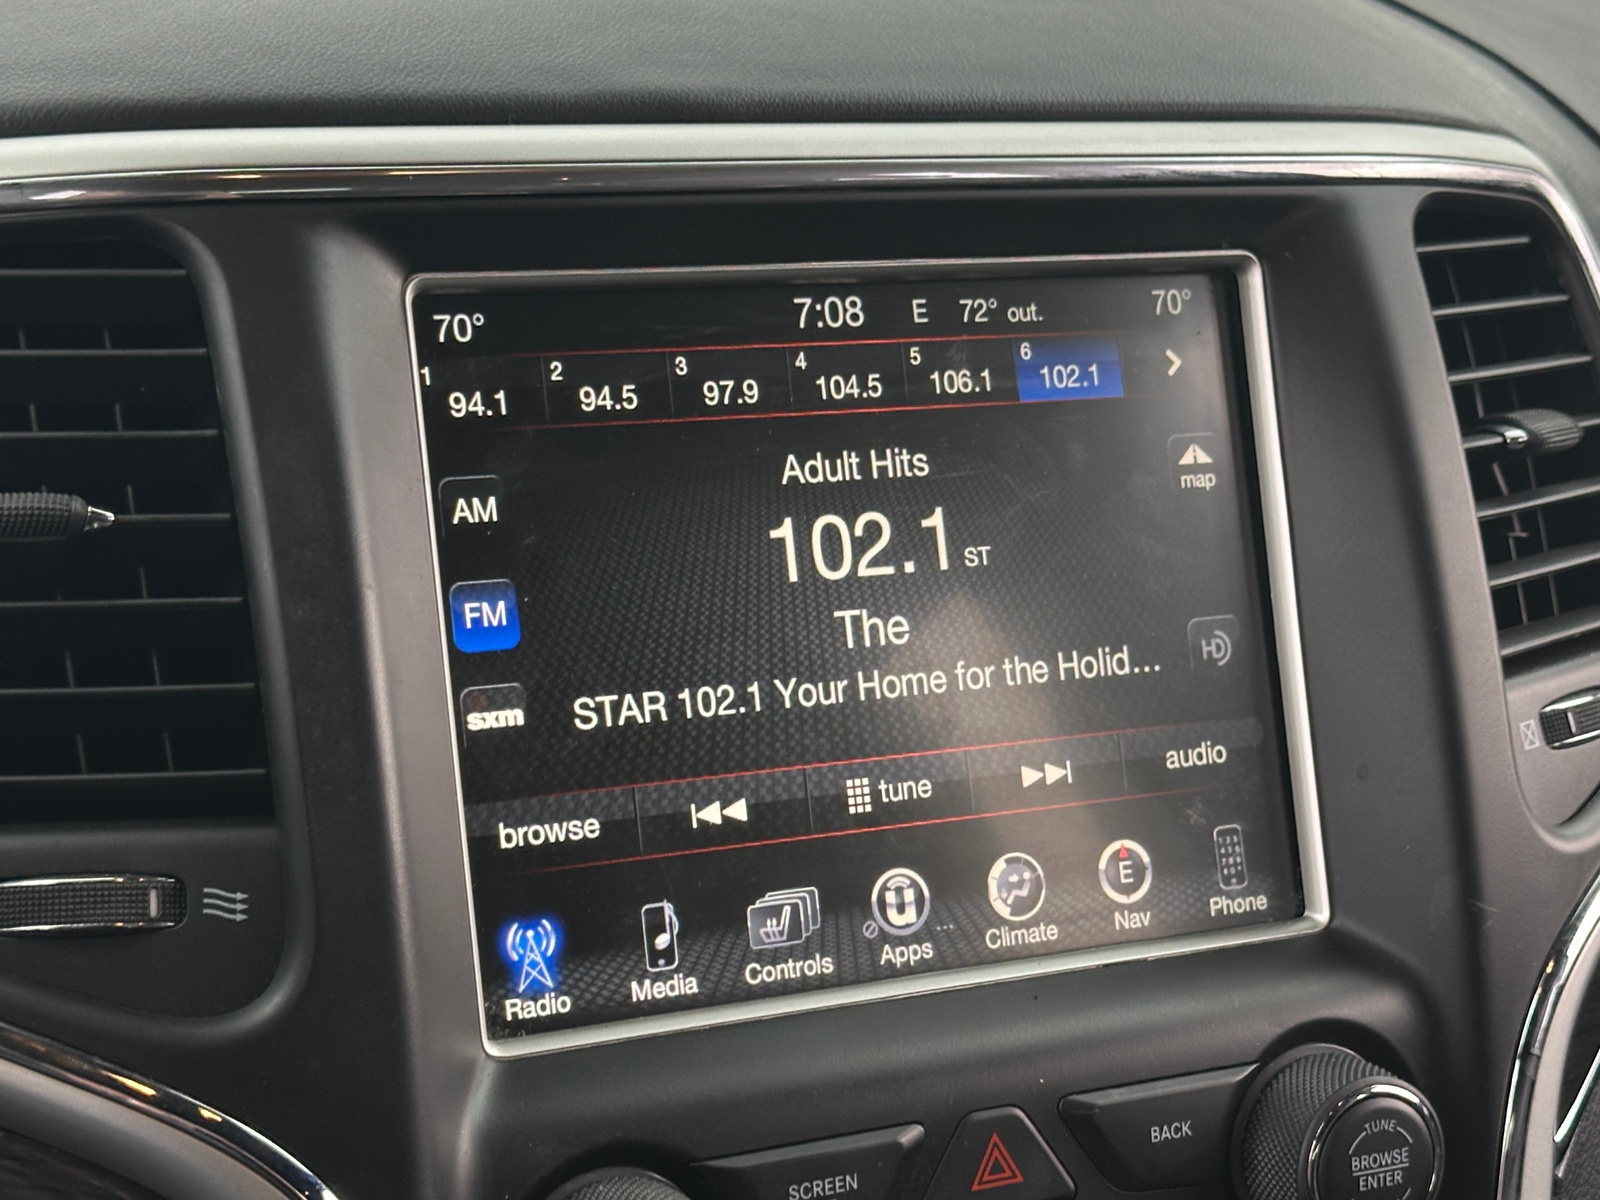 70° 7:08 E 72° out. 70°
1 94.1 2 94.5 3 97.9 4 104.5 5 106.1 6 102.1
Adult Hits
map
AM
102.1 ST
FM
The
HD
STAR 102.1 Your Home for the Holid...
sxm
browse tune audio
Radio Media Controls Apps Climate Nav Phone
E
BACK
SCREEN
TUNE
BROWSE
ENTER